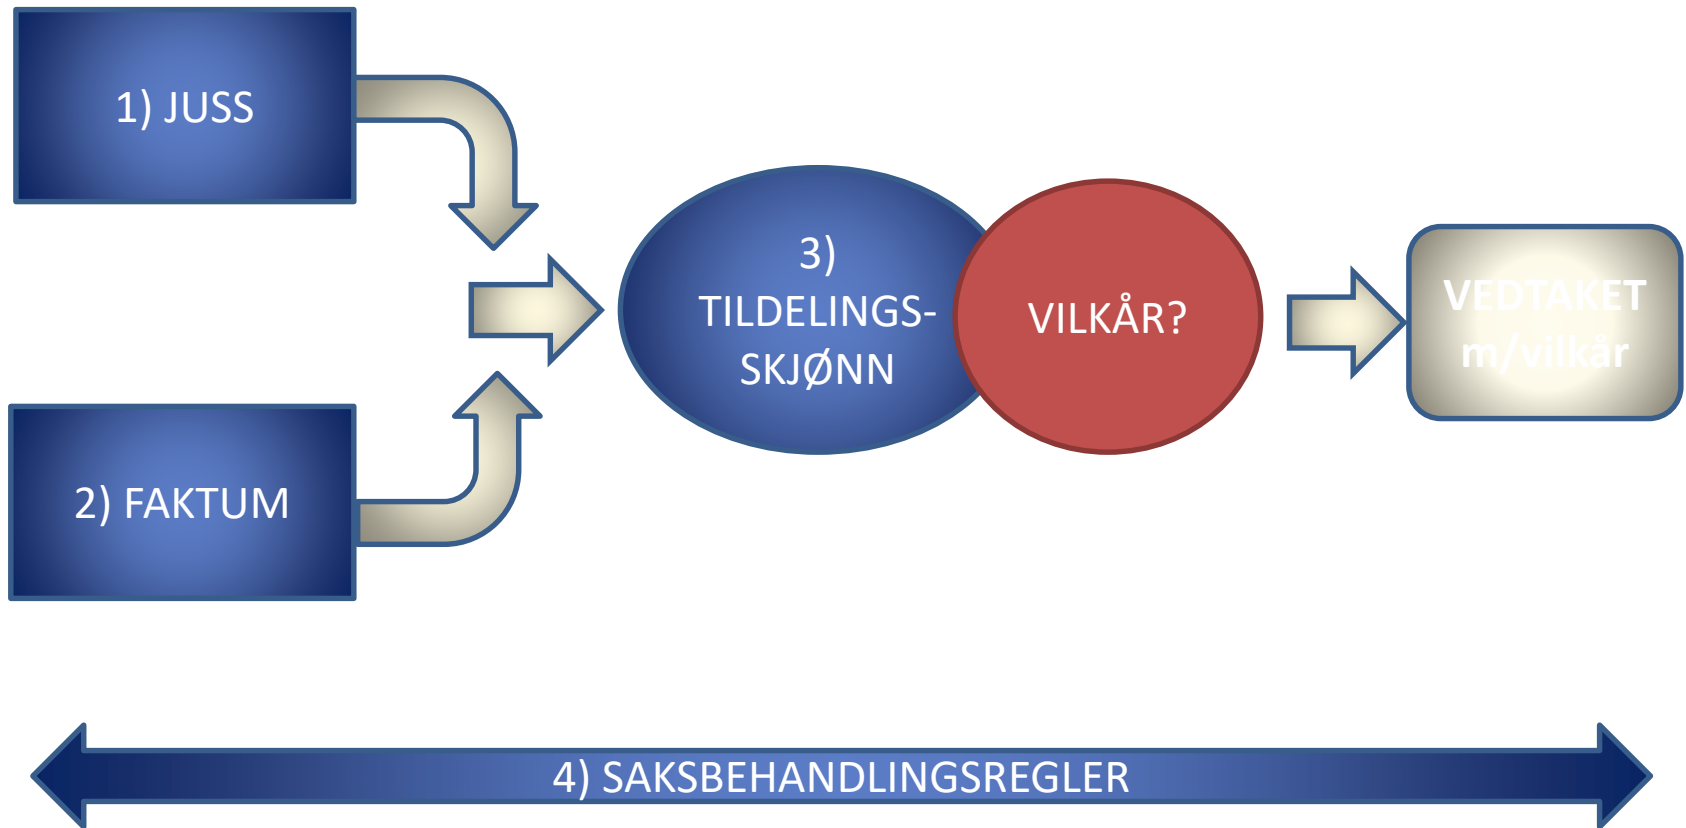 1) JUSS
2) FAKTUM
3)
TILDELINGS-
SKJØNN
VILKÅR?
VEDTAKET
m/vilkår
4) SAKSBEHANDLINGSREGLER